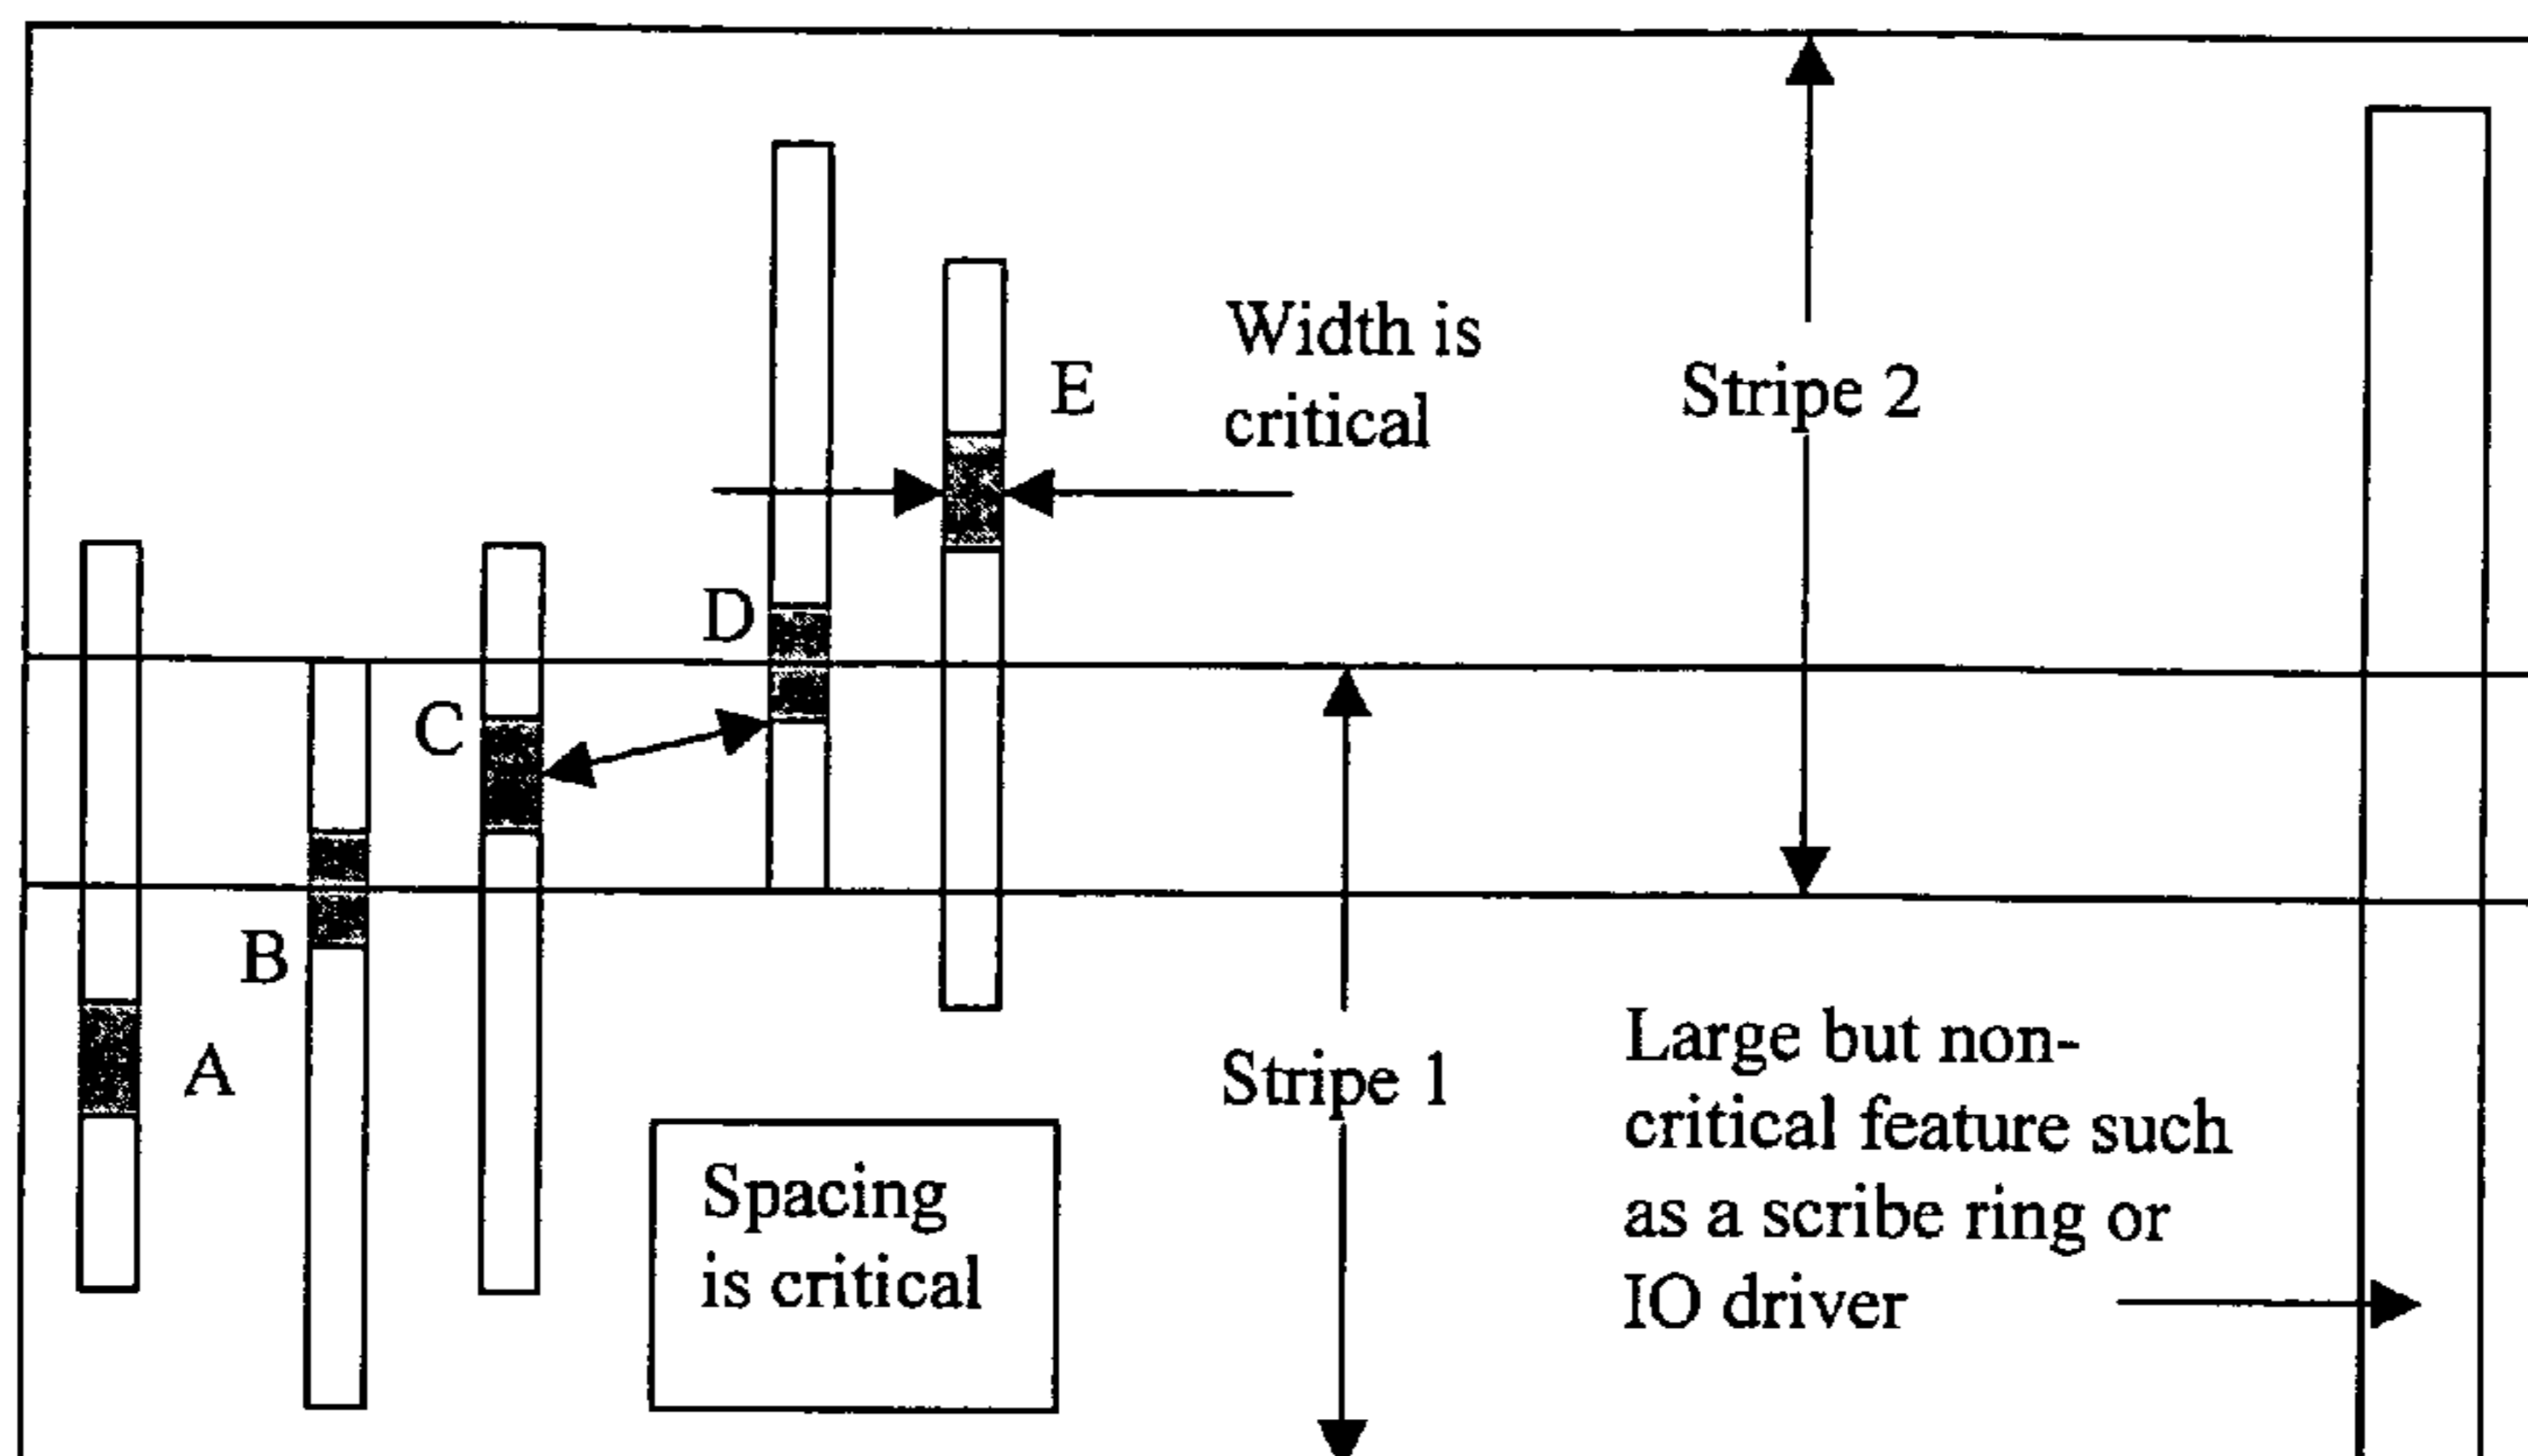 Width is
critical
E
Stripe 2
D
C
B
A
Stripe 1
Spacing
is critical
Large but non-
critical feature such
as a scribe ring or
IO driver